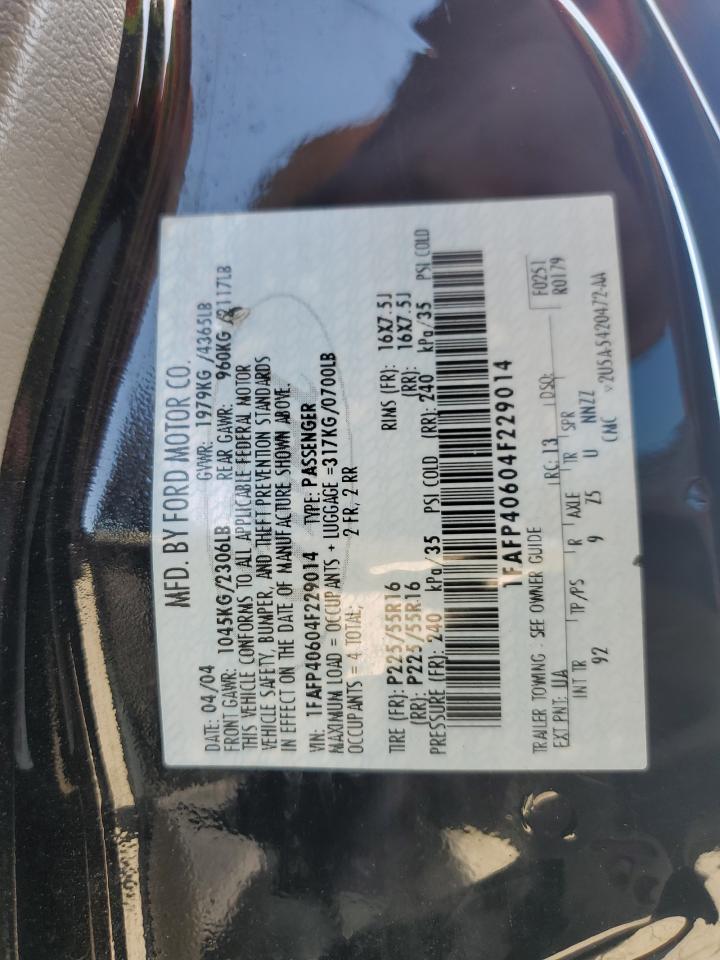 MFD. BY FORD MOTOR CO.
DATE: 04/04 GVWR: 1979KG /4365LB
FRONT GAWR: 1045KG/2306LB REAR GAWR: 960KG /2117LB
THIS VEHICLE CONFORMS TO ALL APPLICABLE FEDERAL MOTOR
VEHICLE SAFETY, BUMPER, AND THEFT PREVENTION STANDARDS
IN EFFECT ON THE DATE OF MANUFACTURE SHOWN ABOVE.
VIN: 1FAFP40604F229014 TYPE: PASSENGER
MAXIMUM LOAD = OCCUPANTS + LUGGAGE =317KG/0700LB
OCCUPANTS = 4 TOTAL; 2 FR, 2 RR
TIRE (FR): P225/55R16 RIMS (FR): 16X7.5J
(RR): P225/55R16 (RR): 16X7.5J
PRESSURE (FR): 240 kPa/35 PSI COLD (RR): 240 kPa/35 PSI COLD
1FAFP40604F229014
TRAILER TOWING - SEE OWNER GUIDE F0251
EXT PNT: UA RC: 13 DSO: R0179
INT TR TP/PS R AXLE TR SPR
92 9 Z5 U NNZZ
CMC v2U5A-5420472-AA